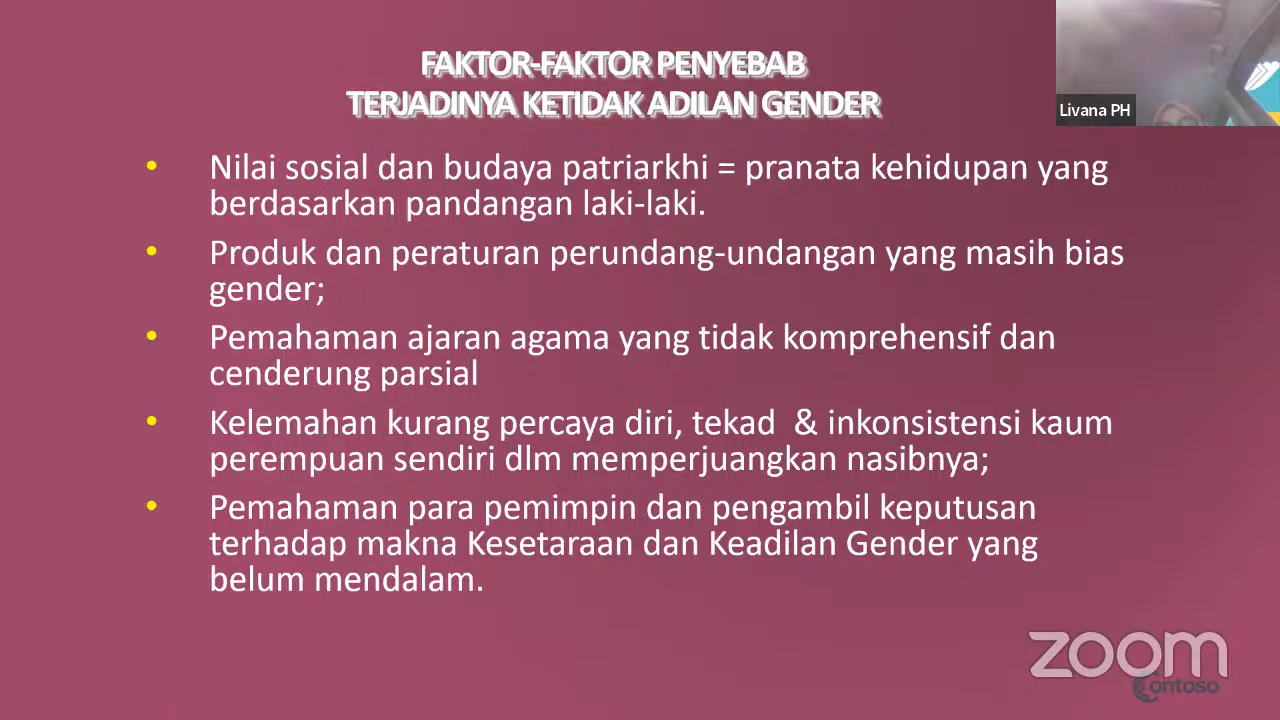 FAKTOR-FAKTOR PENYEBAB
TERJADINYA KETIDAK ADILAN GENDER
Livana PH
• Nilai sosial dan budaya patriarkhi = pranata kehidupan yang
berdasarkan pandangan laki-laki.
• Produk dan peraturan perundang-undangan yang masih bias
gender;
• Pemahaman ajaran agama yang tidak komprehensif dan
cenderung parsial
• Kelemahan kurang percaya diri, tekad & inkonsistensi kaum
perempuan sendiri dlm memperjuangkan nasibnya;
• Pemahaman para pemimpin dan pengambil keputusan
terhadap makna Kesetaraan dan Keadilan Gender yang
belum mendalam.
zoom
Contoso